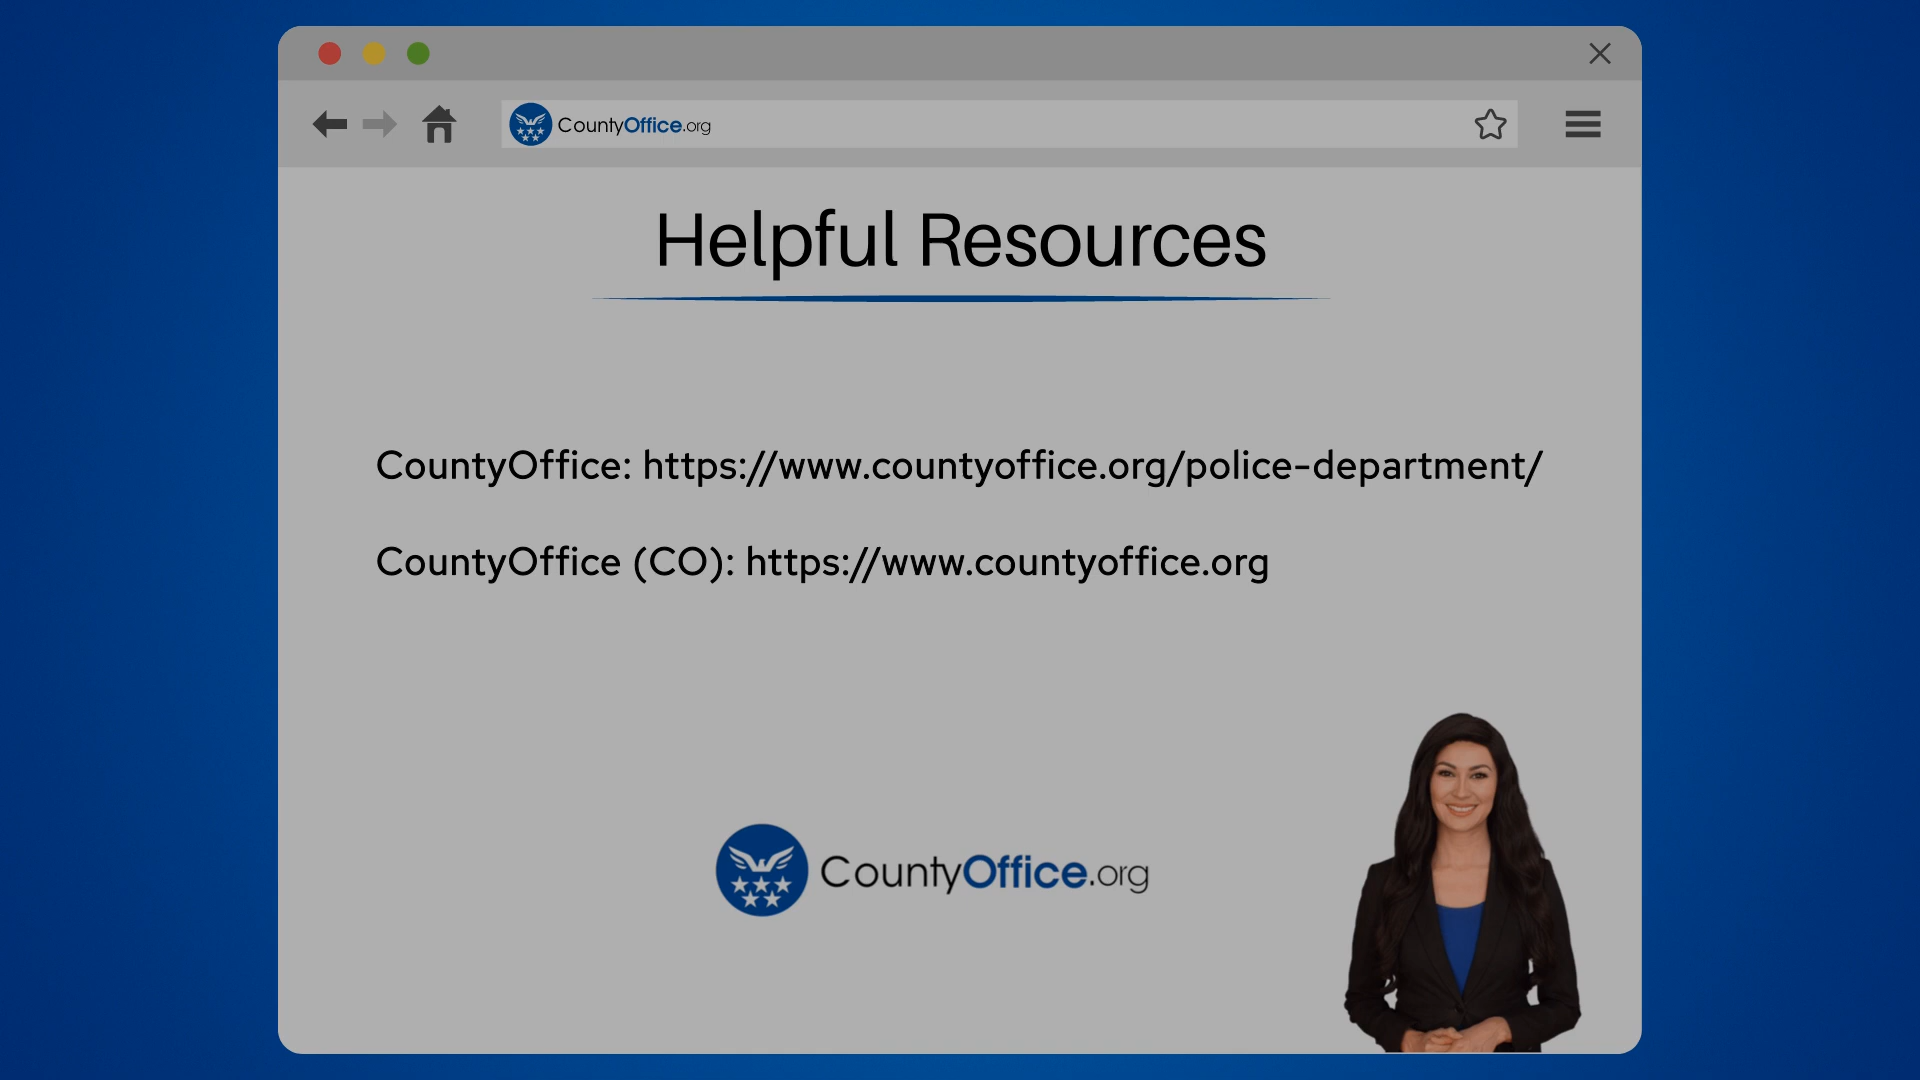 CountyOffice.org
Helpful Resources
CountyOffice: https://www.countyoffice.org/police-department/
CountyOffice (CO): https://www.countyoffice.org
CountyOffice.org